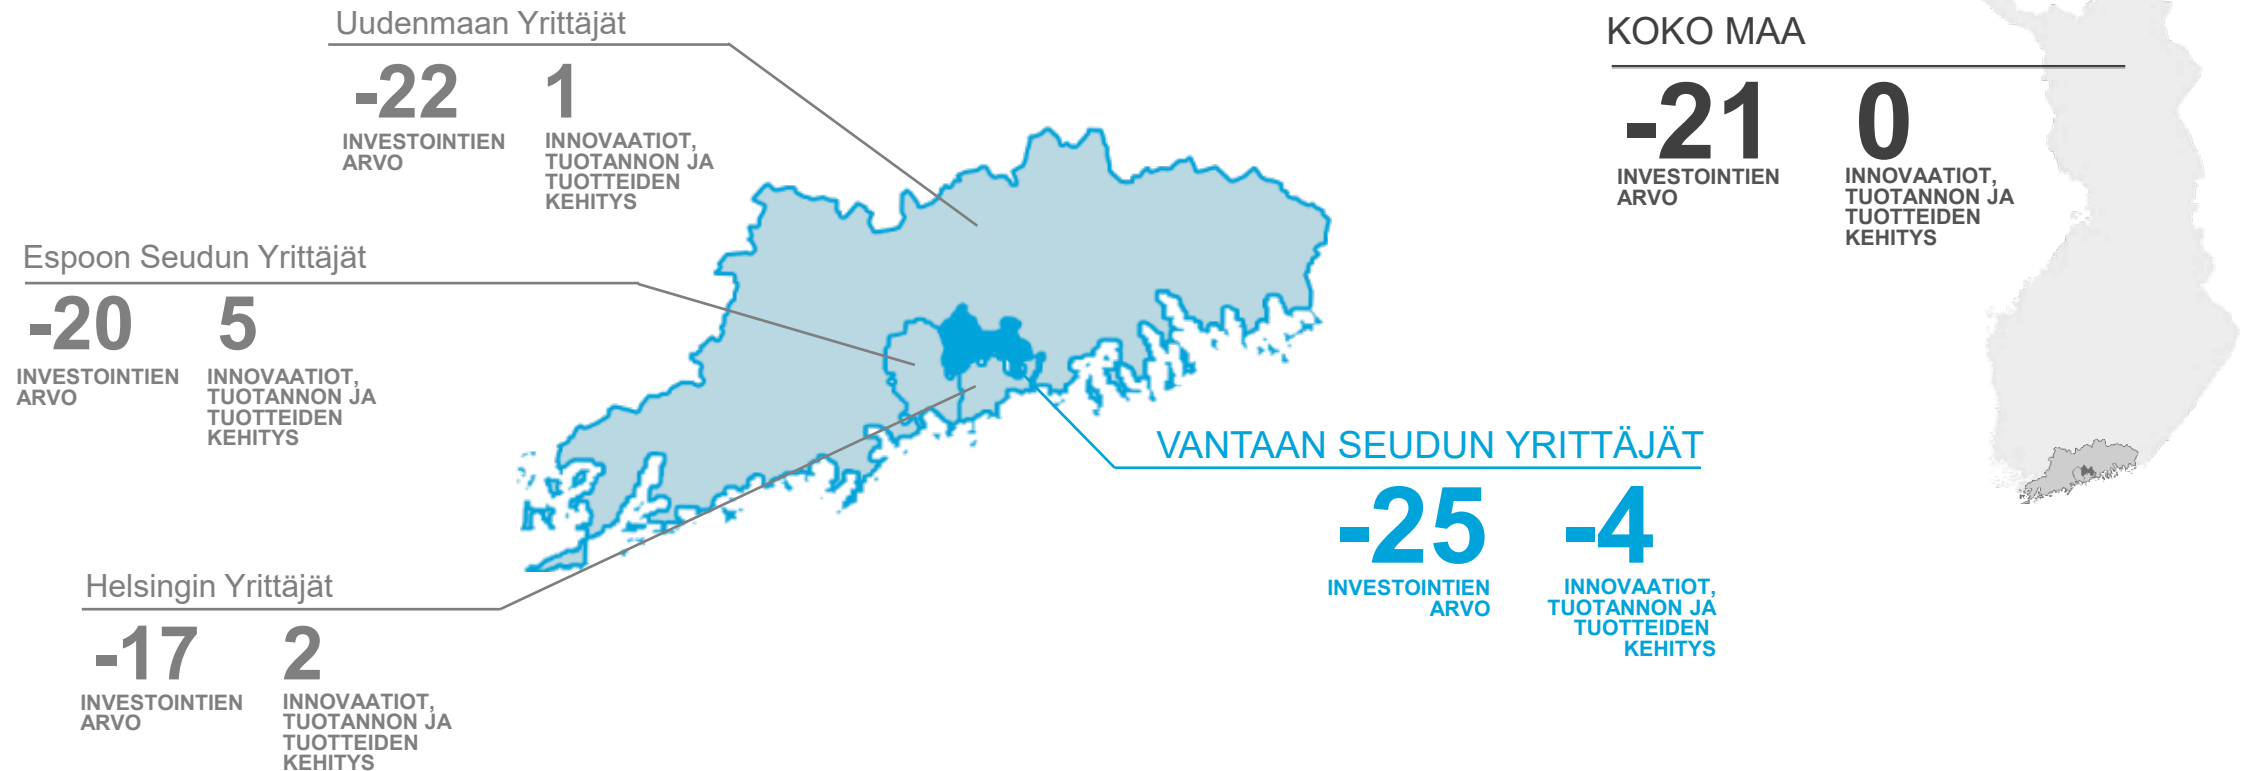 Uudenmaan Yrittäjät
-22
INVESTOINTIEN
ARVO
1
INNOVAATIOT,
TUOTANNON JA
TUOTTEIDEN
KEHITYS
KOKO MAA
-21
INVESTOINTIEN
ARVO
0
INNOVAATIOT,
TUOTANNON JA
TUOTTEIDEN
KEHITYS
Espoon Seudun Yrittäjät
-20
INVESTOINTIEN
ARVO
5
INNOVAATIOT,
TUOTANNON JA
TUOTTEIDEN
KEHITYS
VANTAAN SEUDUN YRITTÄJÄT
-25
INVESTOINTIEN
ARVO
-4
INNOVAATIOT,
TUOTANNON JA
TUOTTEIDEN
KEHITYS
Helsingin Yrittäjät
-17
INVESTOINTIEN
ARVO
2
INNOVAATIOT,
TUOTANNON JA
TUOTTEIDEN
KEHITYS